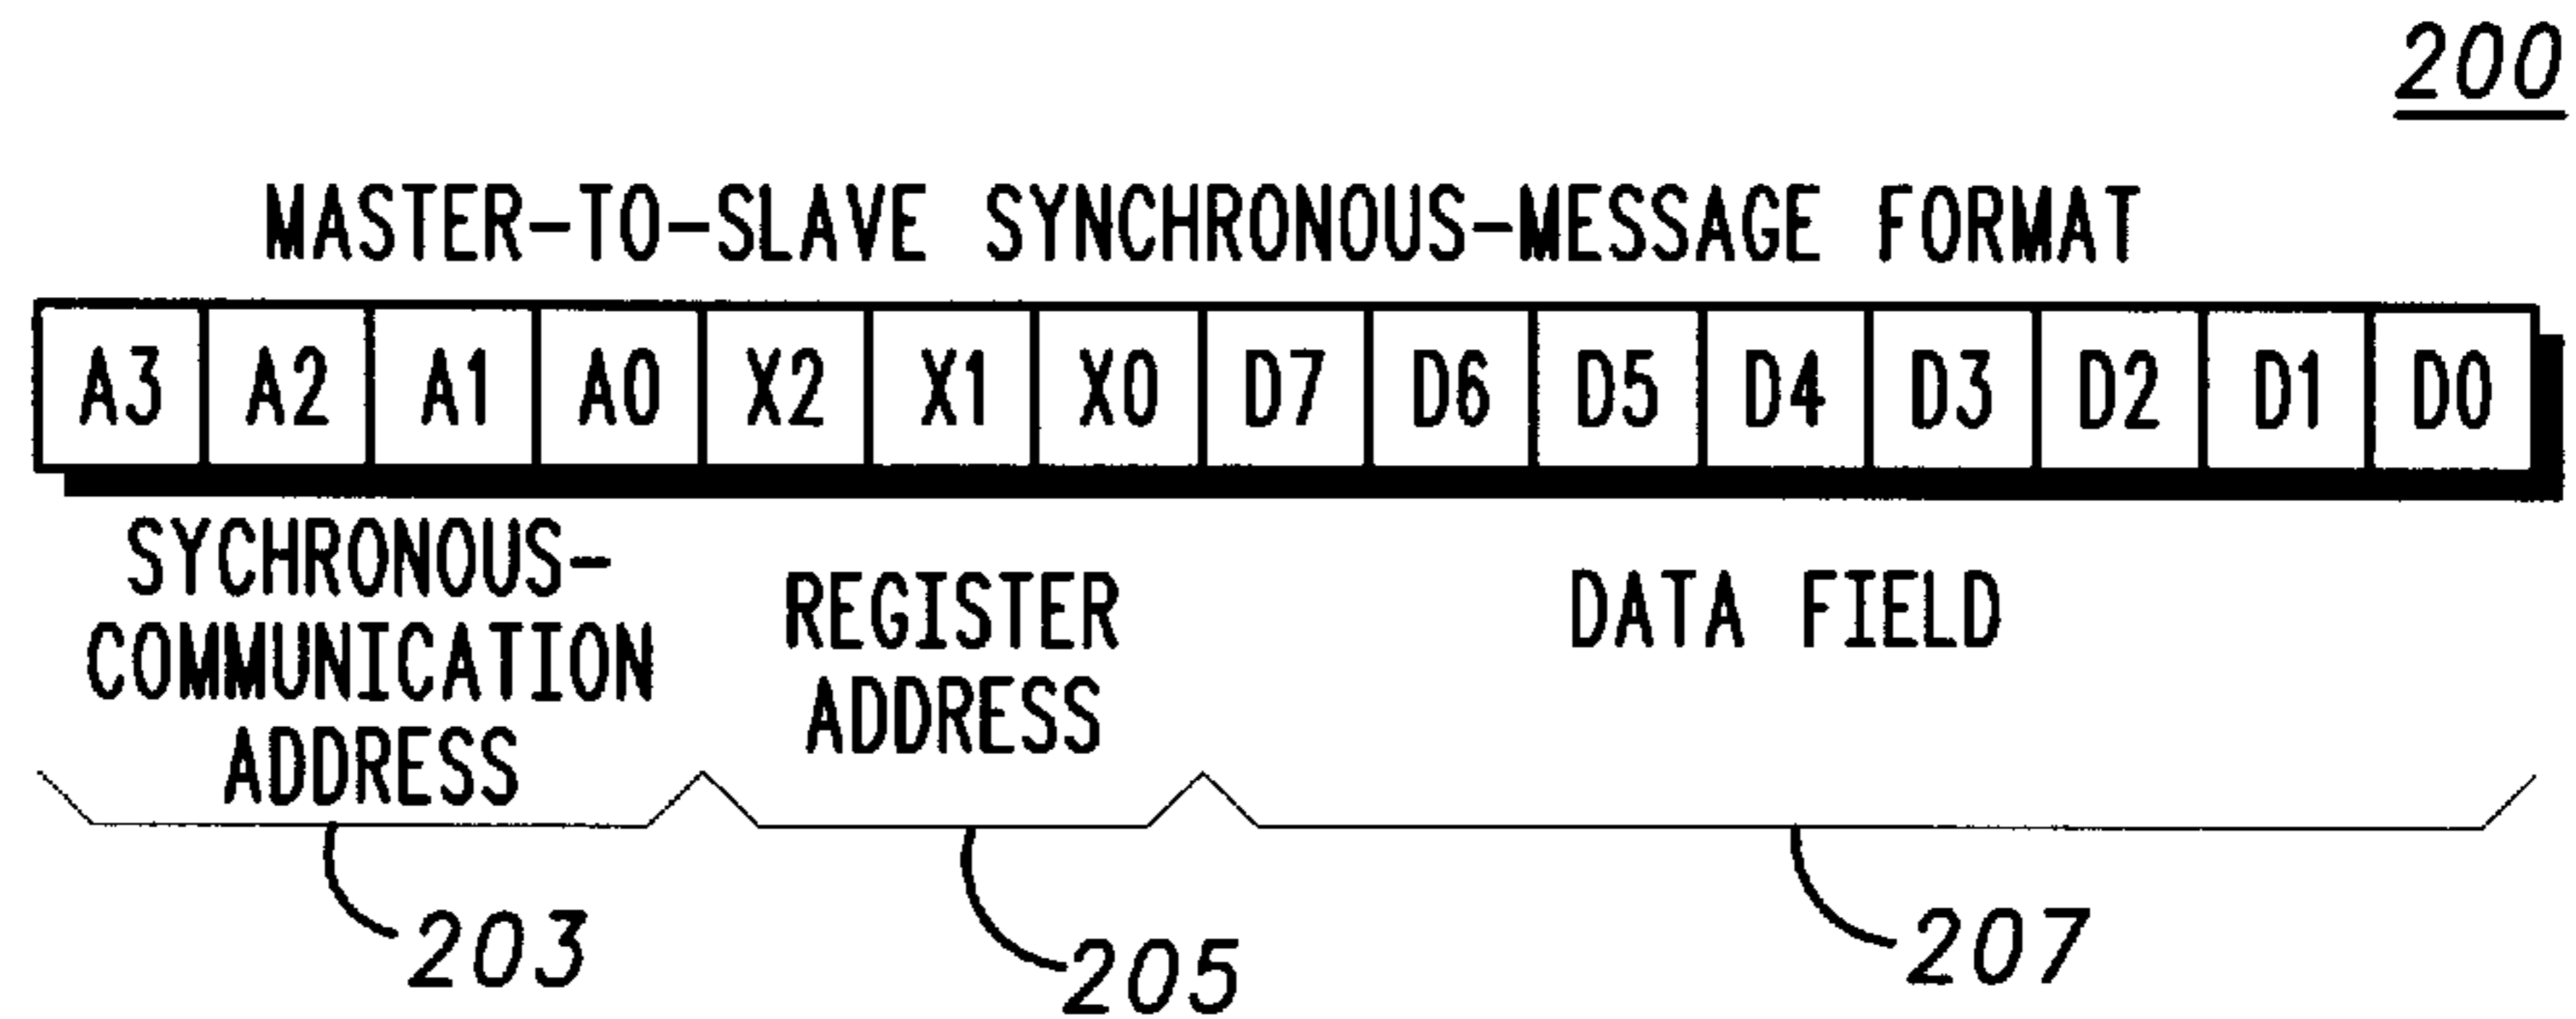 200
MASTER-TO-SLAVE SYNCHRONOUS-MESSAGE FORMAT
A3 A2 A1 A0 X2 X1 X0 D7 D6 D5 D4 D3 D2 D1 D0
SYCHRONOUS-
COMMUNICATION
ADDRESS
REGISTER
ADDRESS
DATA FIELD
203
205
207